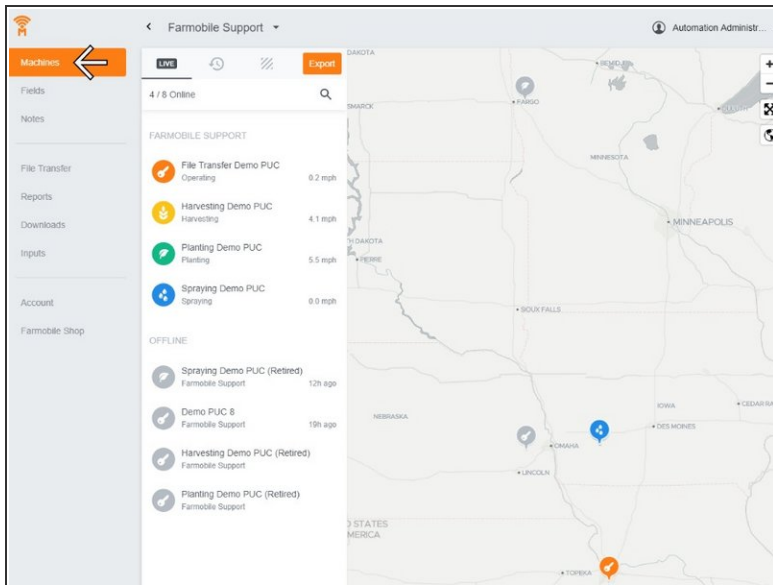 Farmobile Support
Automation Administr...
Machines
Fields
Notes
File Transfer
Reports
Downloads
Inputs
Account
Farmobile Shop
LIVE
Export
4 / 8 Online
FARMOBILE SUPPORT
File Transfer Demo PUC
Operating
0.2 mph
Harvesting Demo PUC
Harvesting
4.1 mph
Planting Demo PUC
Planting
5.5 mph
Spraying Demo PUC
Spraying
0.0 mph
OFFLINE
Spraying Demo PUC (Retired)
Farmobile Support
12h ago
Demo PUC 8
Farmobile Support
19h ago
Harvesting Demo PUC (Retired)
Farmobile Support
Planting Demo PUC (Retired)
Farmobile Support
DAKOTA
BEMIDJI
FARGO
SMARCK
MINNESOTA
MINNEAPOLIS
H DAKOTA
PIERRE
SIOUX FALLS
IOWA
CEDAR RA
NEBRASKA
DES MOINES
OMAHA
LINCOLN
D STATES
MERICA
TOPEKA